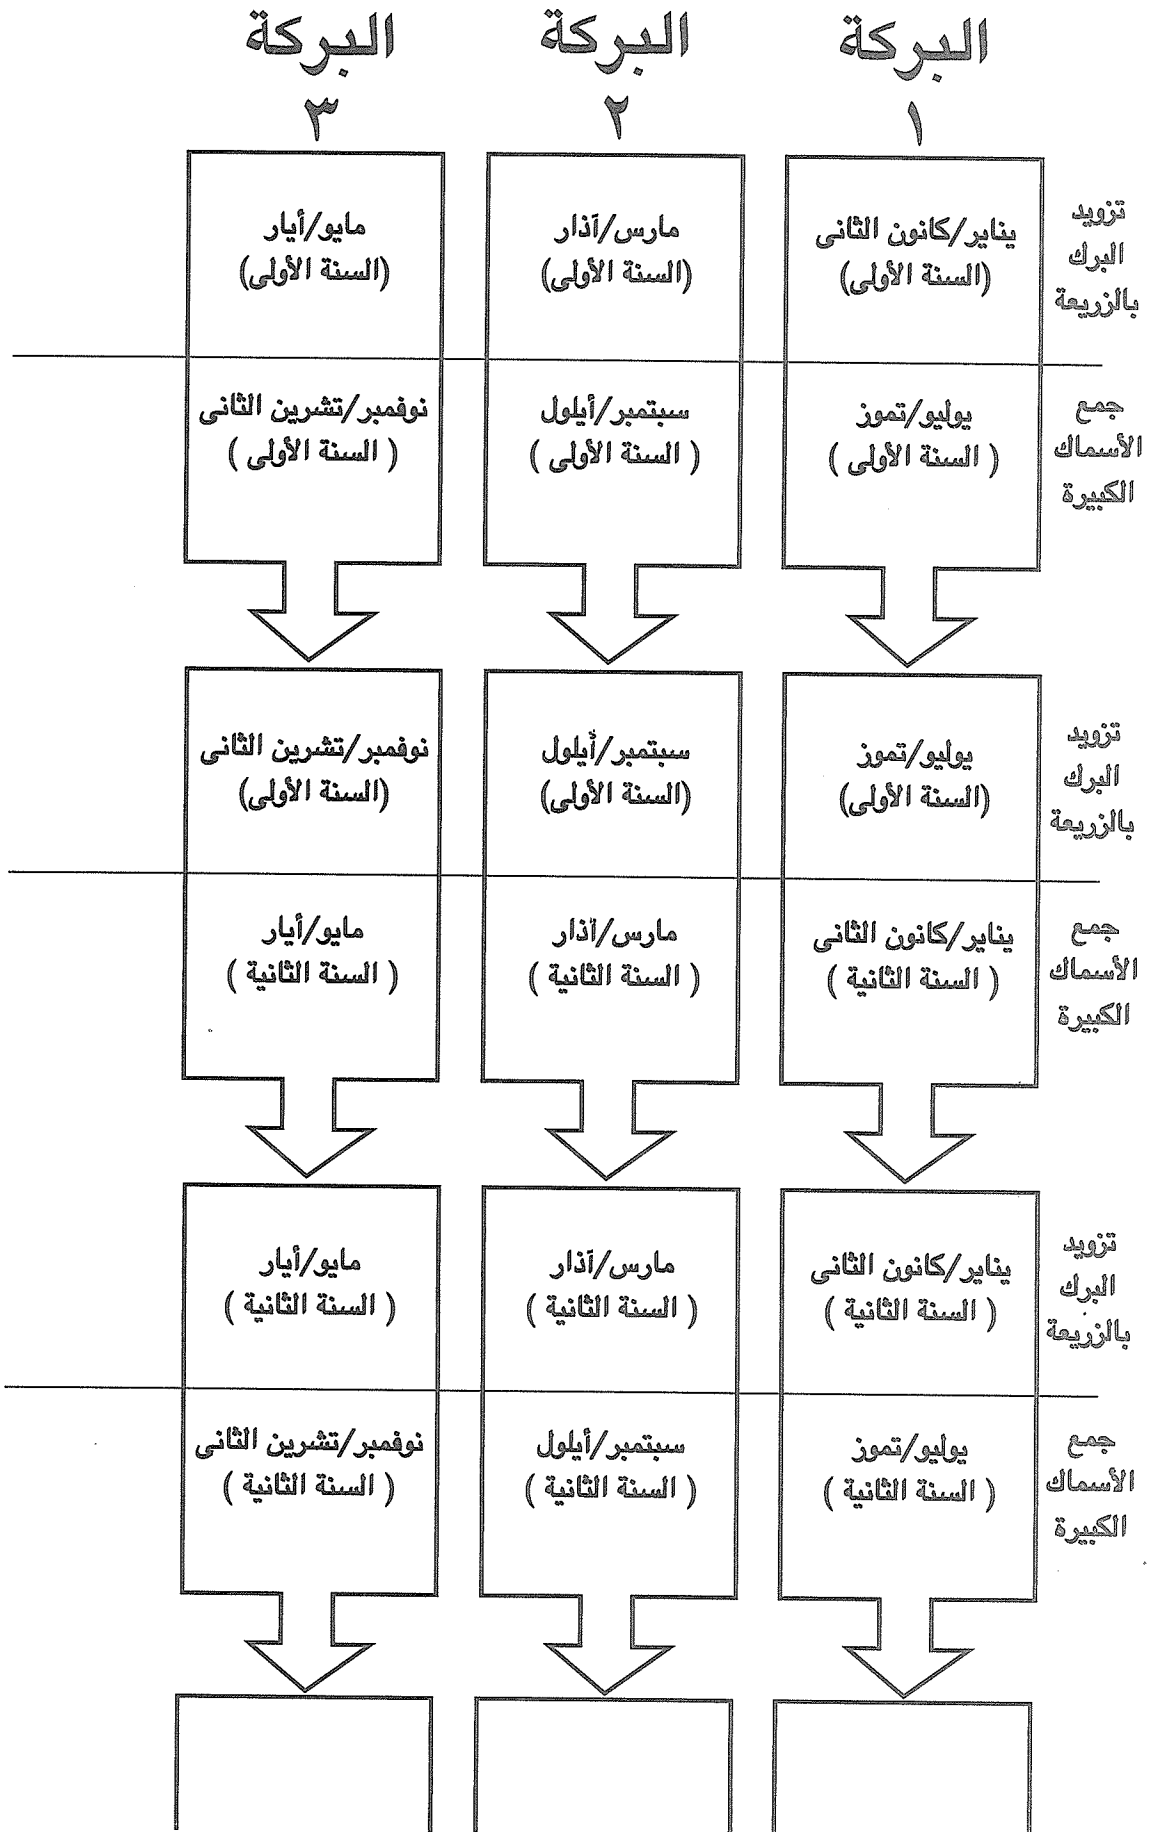 البركة
١
البركة
٢
البركة
٣
تزويد
البرك
بالزريعة
يناير/كانون الثانى
(السنة الأولى)
مارس/آذار
(السنة الأولى)
مايو/أيار
(السنة الأولى)
جمع
الأسماك
الكبيرة
يوليو/تموز
( السنة الأولى )
سبتمبر/أيلول
( السنة الأولى )
نوفمبر/تشرين الثانى
( السنة الأولى )
تزويد
البرك
بالزريعة
يوليو/تموز
(السنة الأولى)
سبتمبر/أيلول
(السنة الأولى)
نوفمبر/تشرين الثانى
(السنة الأولى)
جمع
الأسماك
الكبيرة
يناير/كانون الثانى
( السنة الثانية )
مارس/آذار
( السنة الثانية )
مايو/أيار
( السنة الثانية )
تزويد
البرك
بالزريعة
يناير/كانون الثانى
( السنة الثانية )
مارس/آذار
( السنة الثانية )
مايو/أيار
( السنة الثانية )
جمع
الأسماك
الكبيرة
يوليو/تموز
( السنة الثانية )
سبتمبر/أيلول
( السنة الثانية )
نوفمبر/تشرين الثانى
( السنة الثانية )